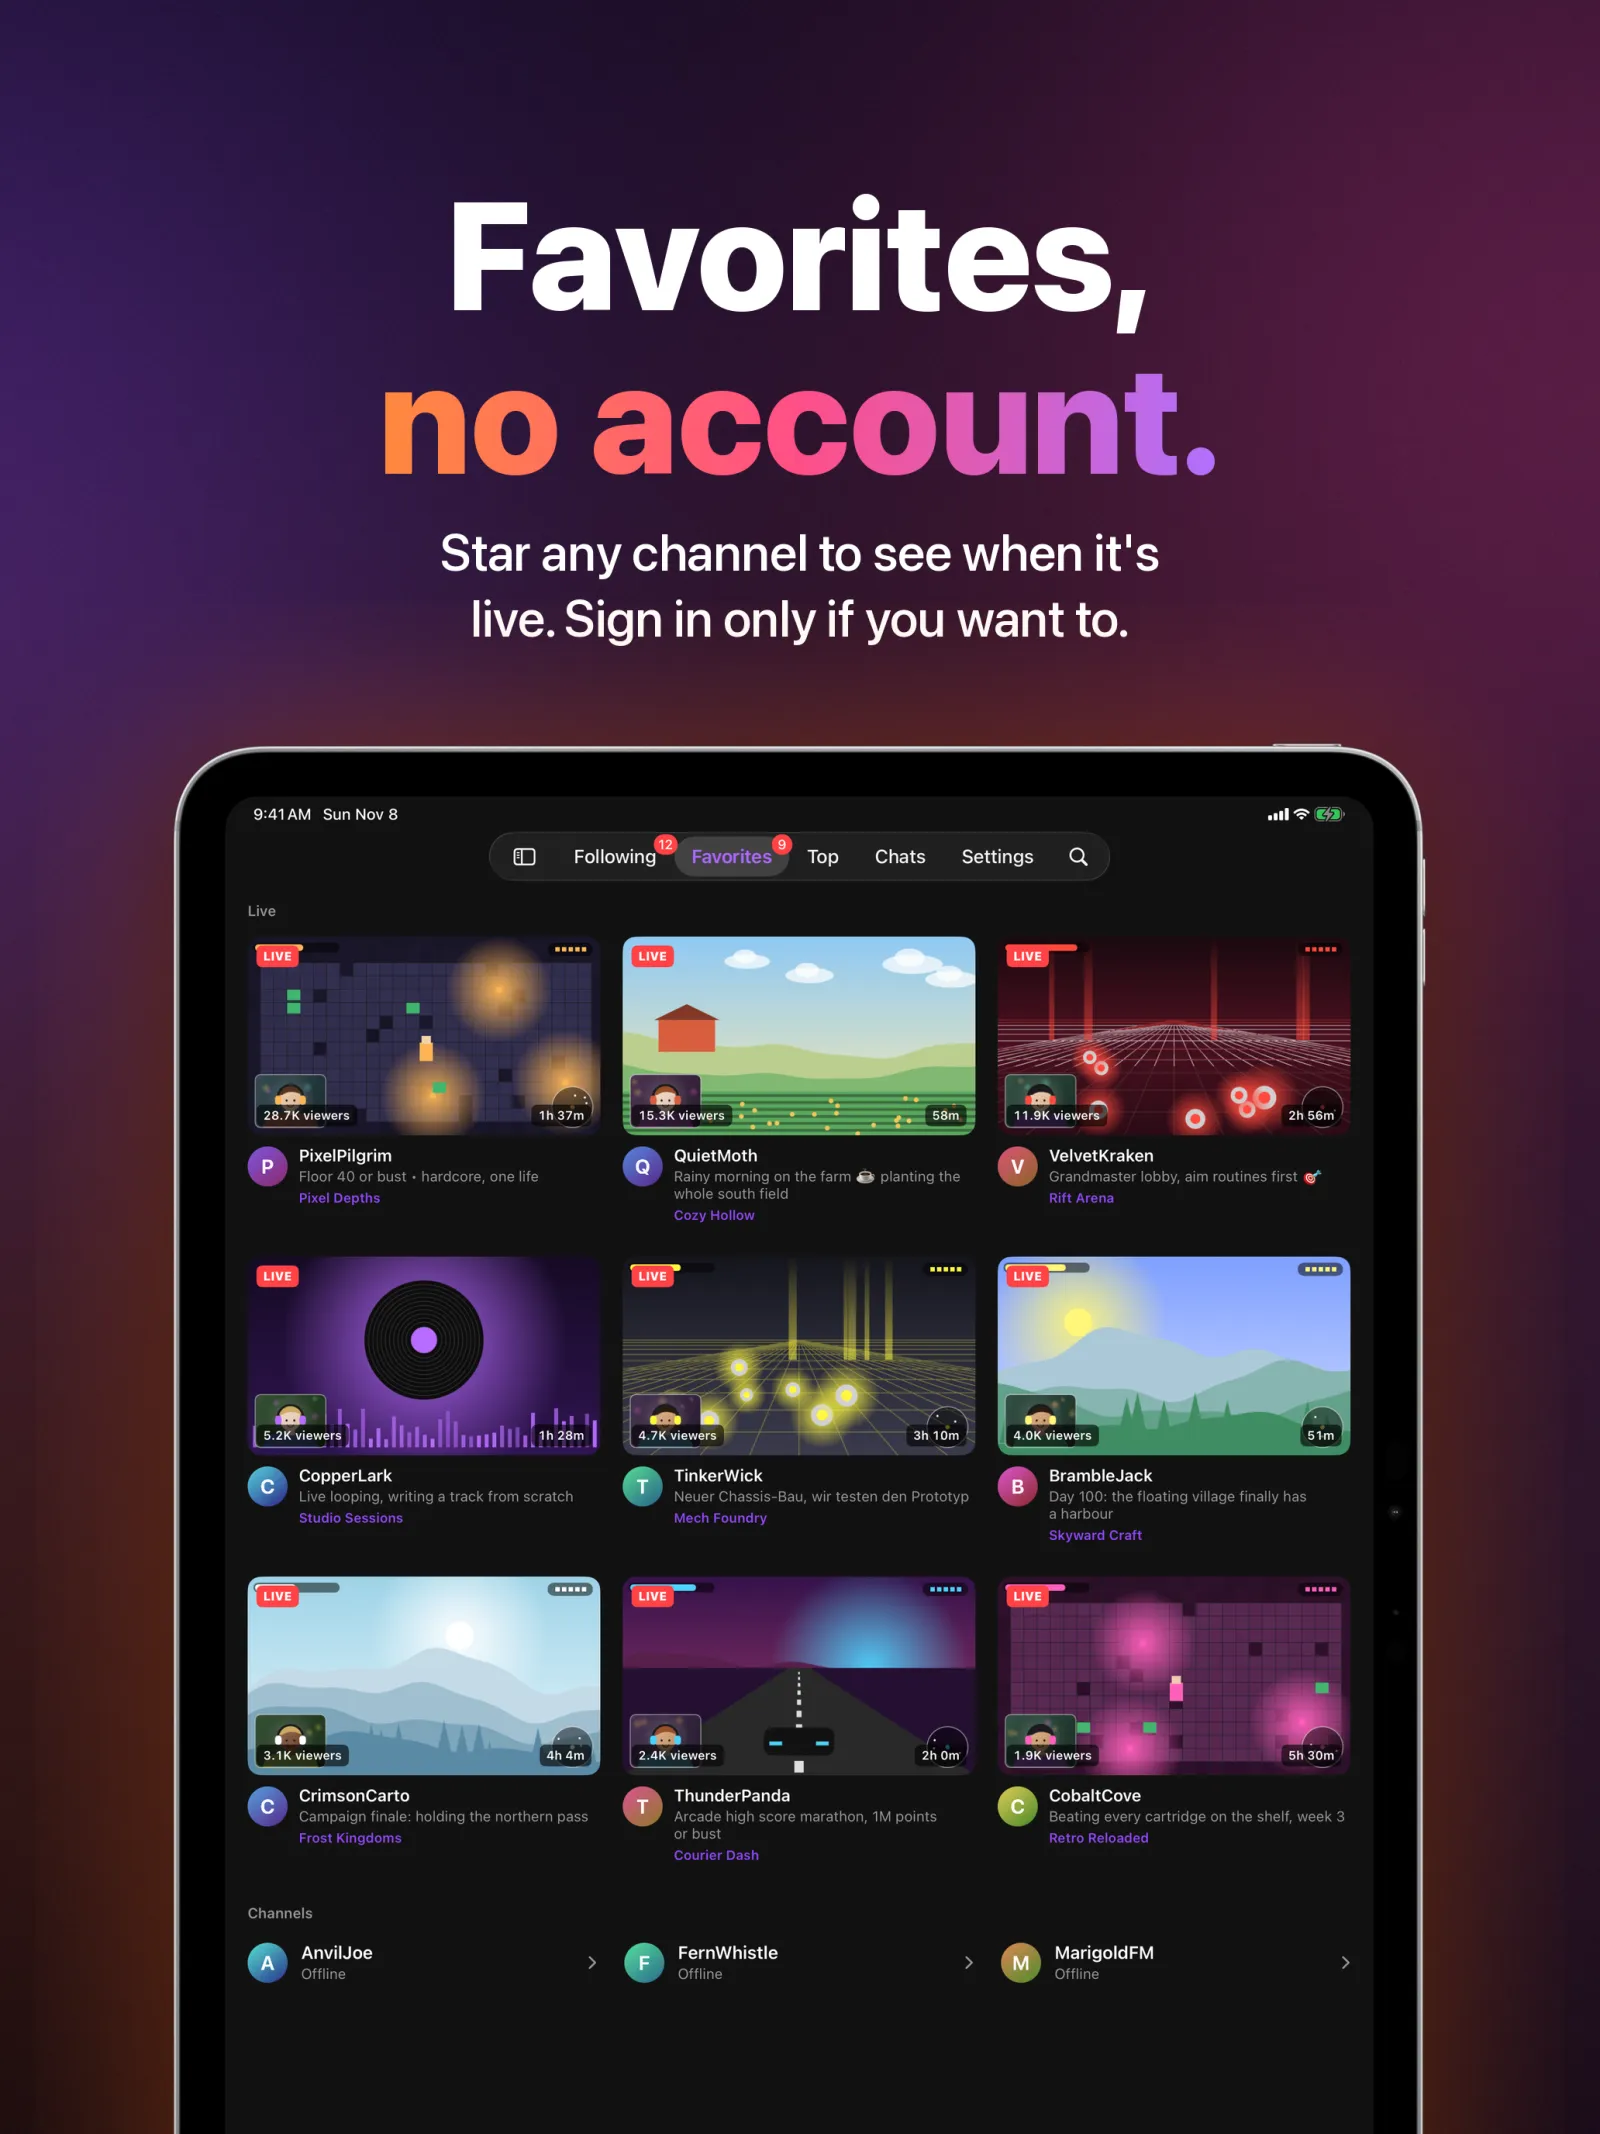 Favorites,
no account.
Star any channel to see when it's
live. Sign in only if you want to.
9:41 AM Sun Nov 8
Following 12 Favorites 9 Top Chats Settings
Live
LIVE
28.7K viewers 1h 37m
P PixelPilgrim
Floor 40 or bust • hardcore, one life
Pixel Depths
LIVE
15.3K viewers 58m
Q QuietMoth
Rainy morning on the farm ☕ planting the
whole south field
Cozy Hollow
LIVE
11.9K viewers 2h 56m
V VelvetKraken
Grandmaster lobby, aim routines first 🎯
Rift Arena
LIVE
5.2K viewers 1h 28m
C CopperLark
Live looping, writing a track from scratch
Studio Sessions
LIVE
4.7K viewers 3h 10m
T TinkerWick
Neuer Chassis-Bau, wir testen den Prototyp
Mech Foundry
LIVE
4.0K viewers 51m
B BrambleJack
Day 100: the floating village finally has
a harbour
Skyward Craft
LIVE
3.1K viewers 4h 4m
C CrimsonCarto
Campaign finale: holding the northern pass
Frost Kingdoms
LIVE
2.4K viewers 2h 0m
T ThunderPanda
Arcade high score marathon, 1M points
or bust
Courier Dash
LIVE
1.9K viewers 5h 30m
C CobaltCove
Beating every cartridge on the shelf, week 3
Retro Reloaded
Channels
A AnvilJoe
Offline
F FernWhistle
Offline
M MarigoldFM
Offline